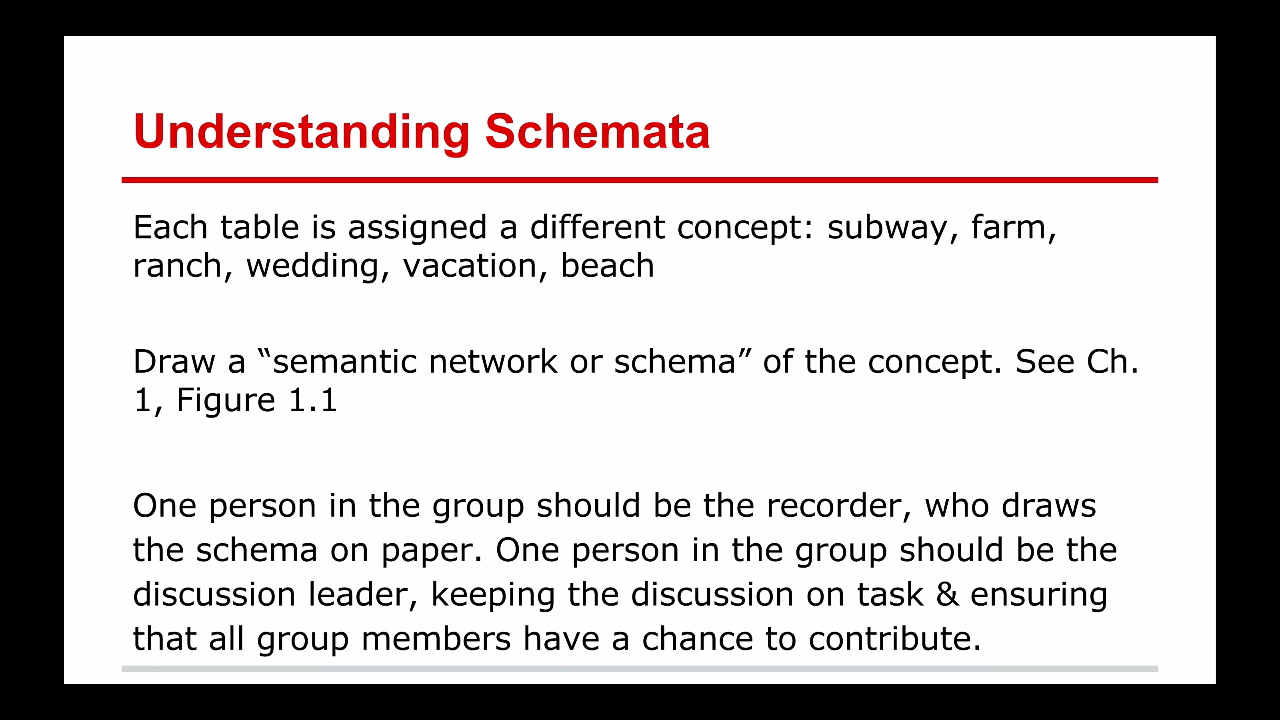 Understanding Schemata
Each table is assigned a different concept: subway, farm,
ranch, wedding, vacation, beach
Draw a “semantic network or schema” of the concept. See Ch.
1, Figure 1.1
One person in the group should be the recorder, who draws
the schema on paper. One person in the group should be the
discussion leader, keeping the discussion on task & ensuring
that all group members have a chance to contribute.